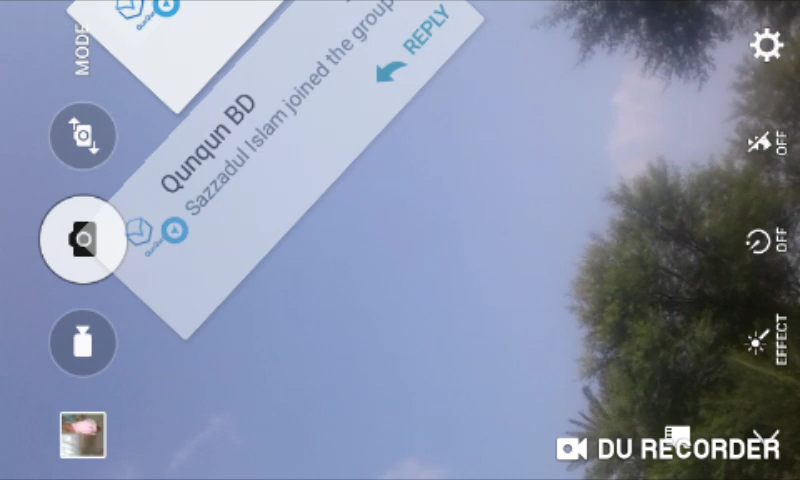 MODE
Qunqun BD
Sazzadul Islam joined the group
REPLY
OFF
OFF
EFFECT
DU RECORDER